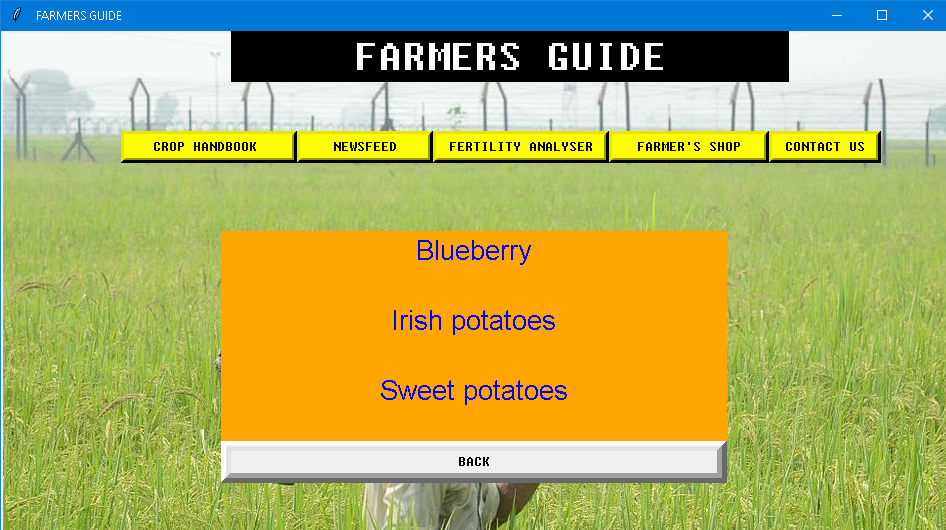 FARMERS GUIDE
FARMERS GUIDE
CROP HANDBOOK NEWSFEED FERTILITY ANALYSER FARMER'S SHOP CONTACT US
Blueberry
Irish potatoes
Sweet potatoes
BACK